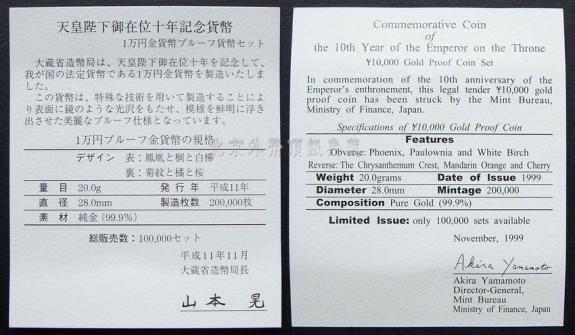 天皇陛下御在位十年記念貨幣
1万円金貨幣プルーフ貨幣セット
大蔵省造幣局は、天皇陛下御在位十年を記念して、
我が国の法定貨幣である1万円金貨幣を製造いたしま
した。
この貨幣は、特殊な技術を用いて製造することにより
表面に鏡のような光沢をもたせ、模様を鮮明に浮き
出させた美麗なプルーフ仕様となっています。
1万円プルーフ金貨幣の規格
デザイン 表：鳳凰と桐と白樺
裏：菊紋と橘と桜
量目 20.0g 発行年 平成11年
直径 28.0mm 製造枚数 200,000枚
素材 純金(99.9%)
総販売数：100,000セット
平成11年11月
大蔵省造幣局長
山本 晃
Commemorative Coin
of
the 10th Year of the Emperor on the Throne
¥10,000 Gold Proof Coin Set
In commemoration of the 10th anniversary of the
Emperor's enthronement, this legal tender ¥10,000 gold
proof coin has been struck by the Mint Bureau,
Ministry of Finance, Japan.
Specifications of ¥10,000 Gold Proof Coin
Features
Obverse: Phoenix, Paulownia and White Birch
Reverse: The Chrysanthemum Crest, Mandarin Orange and Cherry
Weight 20.0grams Date of Issue 1999
Diameter 28.0mm Mintage 200,000
Composition Pure Gold (99.9%)
Limited Issue: only 100,000 sets available
November, 1999
Akira Yamamoto
Akira Yamamoto
Director-General,
Mint Bureau
Ministry of Finance, Japan